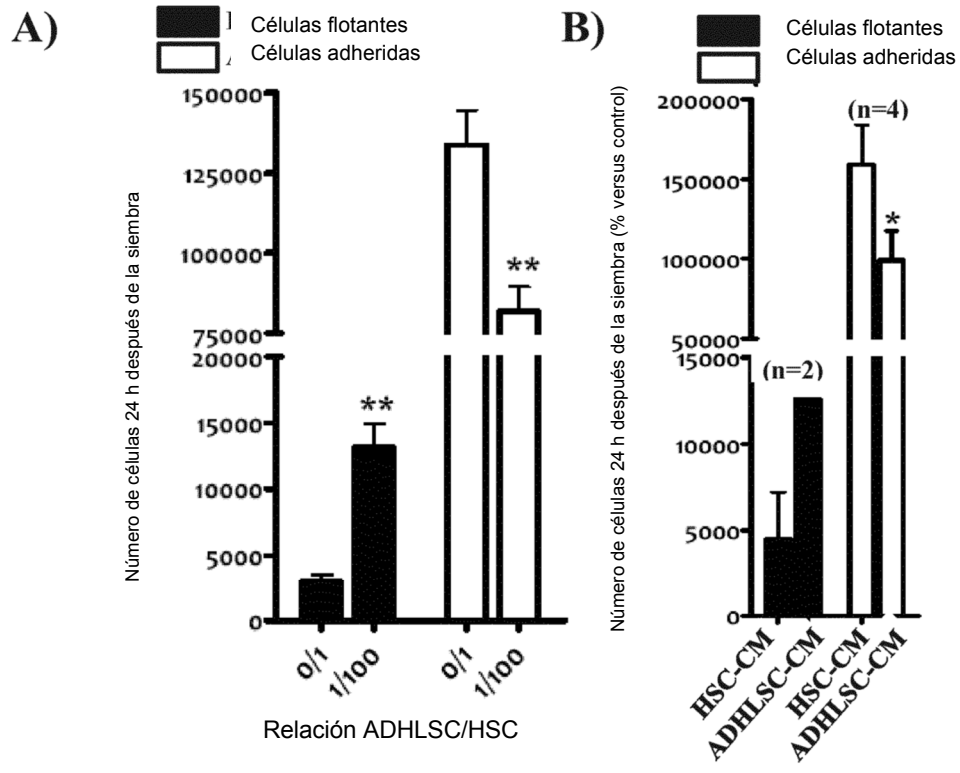 A)
Células flotantes
Células adheridas
Número de células 24 h después de la siembra
150000
125000
100000
75000
20000
15000
10000
5000
0
**
**
0/1
1/100
0/1
1/100
Relación ADHLSC/HSC
B)
Células flotantes
Células adheridas
Número de células 24 h después de la siembra (% versus control)
200000
150000
100000
50000
15000
10000
5000
0
(n=2)
(n=4)
*
HSC-CM
ADHLSC-CM
HSC-CM
ADHLSC-CM